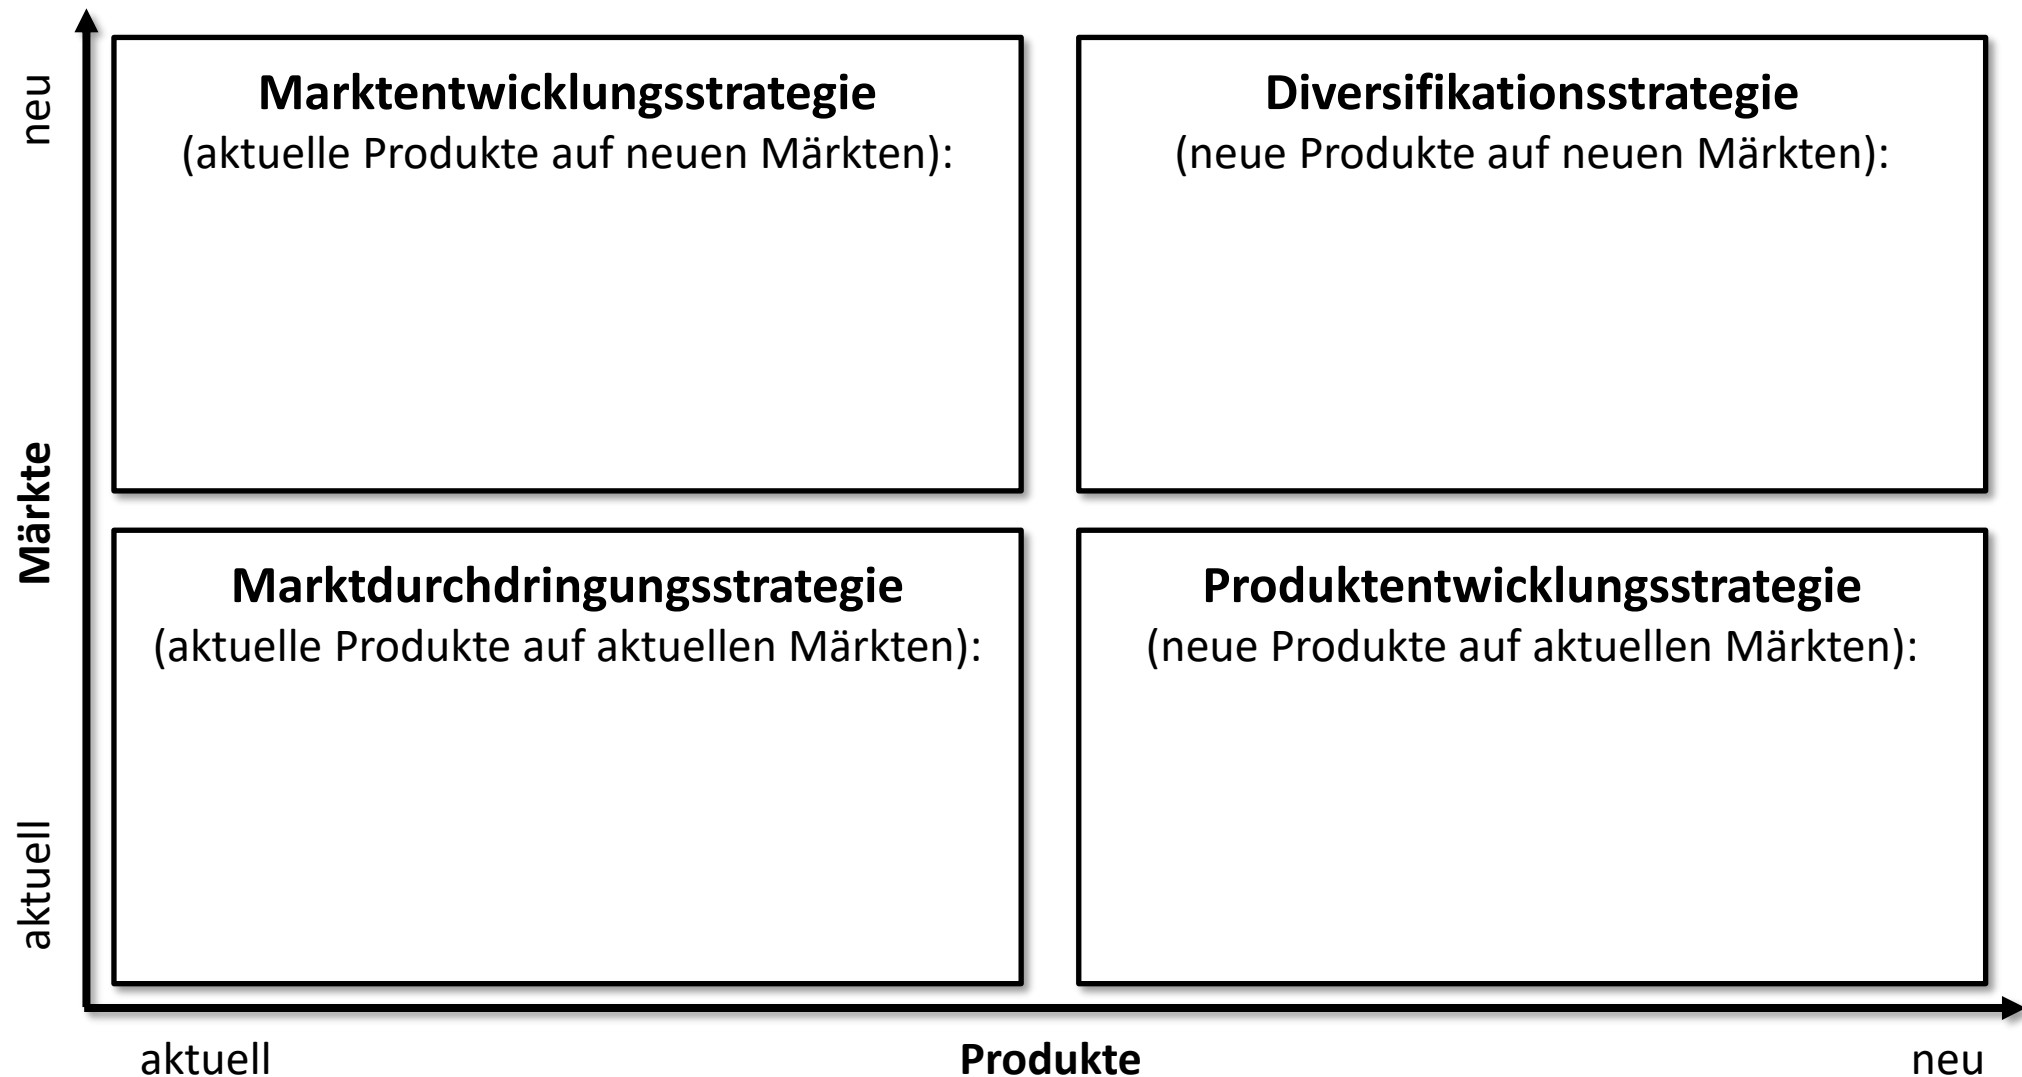 neu
Marktentwicklungsstrategie
(aktuelle Produkte auf neuen Märkten):
Diversifikationsstrategie
(neue Produkte auf neuen Märkten):
Märkte
Marktdurchdringungsstrategie
(aktuelle Produkte auf aktuellen Märkten):
Produktentwicklungsstrategie
(neue Produkte auf aktuellen Märkten):
aktuell
aktuell
Produkte
neu